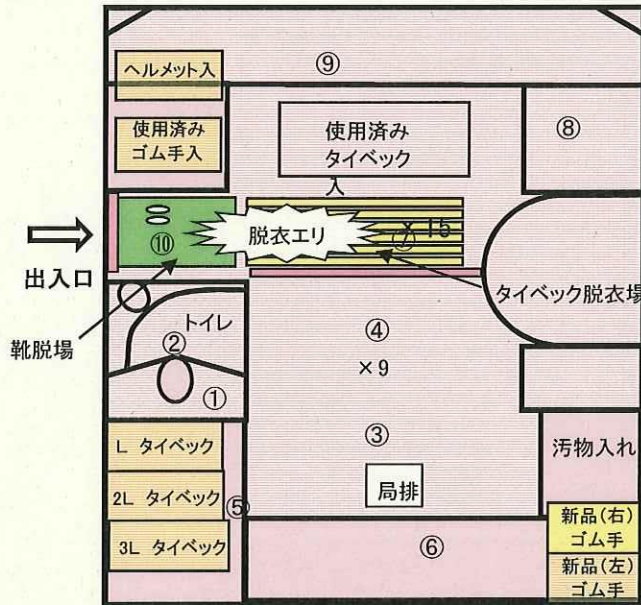 ヘルメット入
⑨
使用済み
ゴム手入
使用済み
タイベック
入
⑧
⑩
脱衣エリ
⑦
×15
出入口
タイベック脱衣場
靴脱場
トイレ
②
①
④
×9
③
局排
L タイベック
2L タイベック
3L タイベック
⑤
⑥
汚物入れ
新品(右)
ゴム手
新品(左)
ゴム手